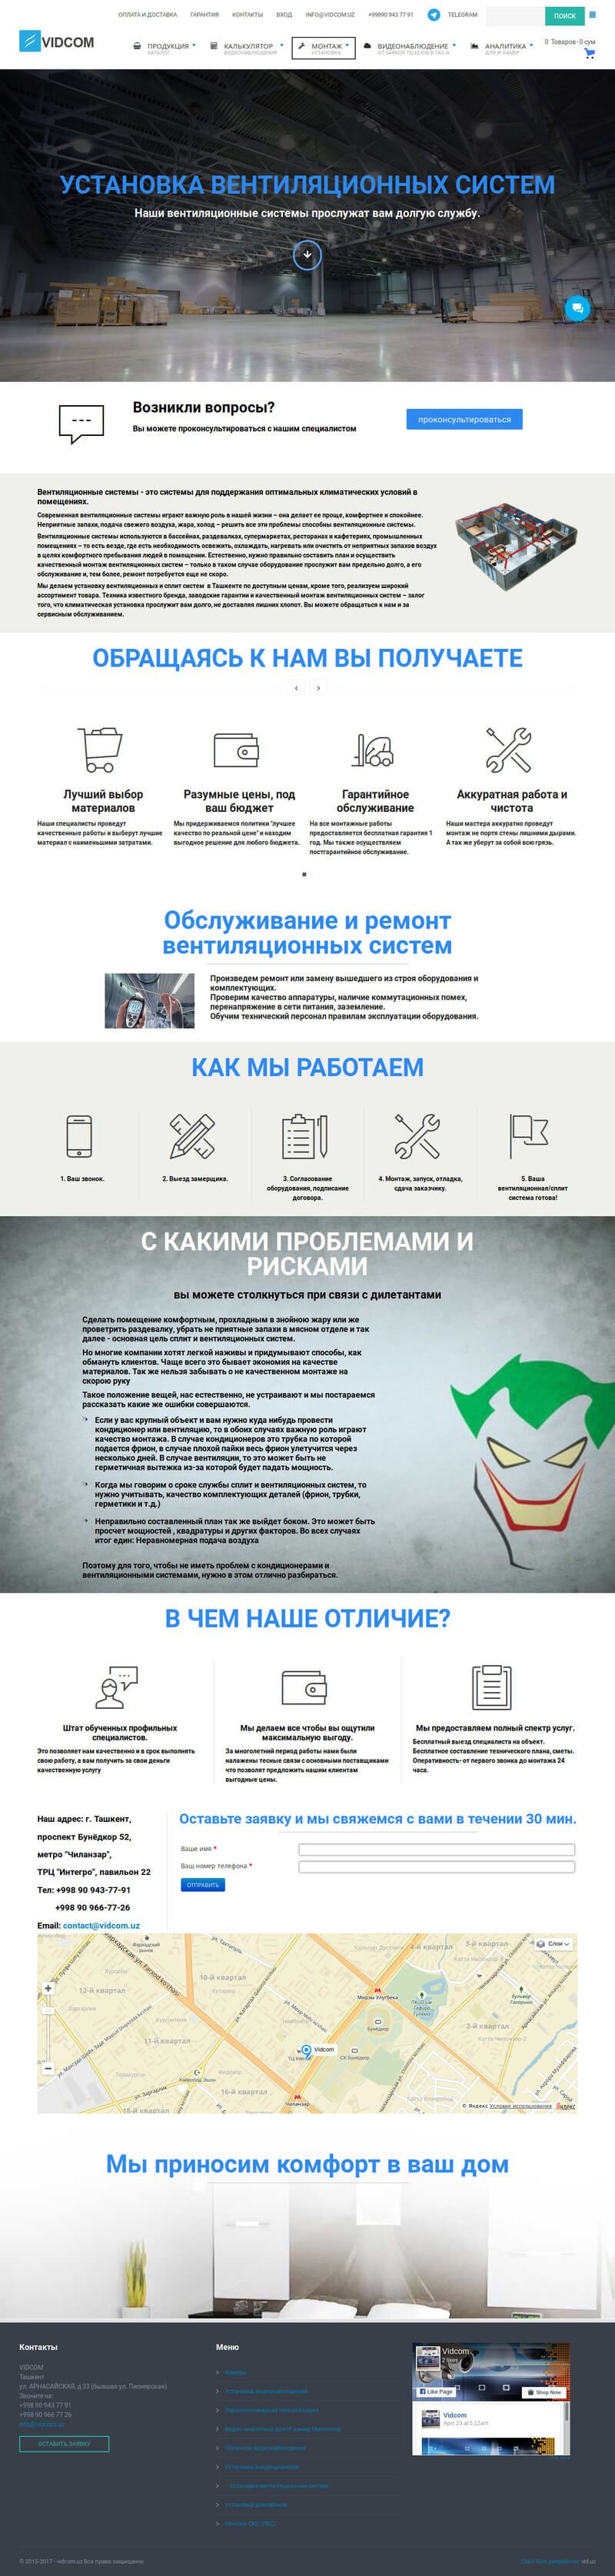 ОПЛАТА И ДОСТАВКА ГАРАНТИЯ КОНТАКТЫ ВХОД INFO@VIDCOM.UZ +99890 943 77 91 TELEGRAM ПОИСК
VIDCOM
ПРОДУКЦИЯ КАЛЬКУЛЯТОР МОНТАЖ ВИДЕОНАБЛЮДЕНИЕ АНАЛИТИКА
КАТАЛОГ ВИДЕОНАБЛЮДЕНИЯ УСТАНОВКА ДЛЯ IP КАМЕР
0 Товаров - 0 сум
УСТАНОВКА ВЕНТИЛЯЦИОННЫХ СИСТЕМ
Наши вентиляционные системы прослужат вам долгую службу.
Возникли вопросы?
Вы можете проконсультироваться с нашим специалистом
проконсультироваться
Вентиляционные системы - это системы для поддержания оптимальных климатических условий в
помещениях.
Современные вентиляционные системы играют важную роль в нашей жизни – она делает ее проще, комфортнее и спокойнее.
Неприятные запахи, подача свежего воздуха, жара, холод – решить все эти проблемы способны вентиляционные системы.
Вентиляционные системы используются в бассейнах, раздевалках, супермаркетах, ресторанах и кафетериях, промышленных
помещениях – то есть везде, где есть необходимость освежить, охлаждать, нагревать или очистить от неприятных запахов воздух
в целях комфортного пребывания людей в помещении. Естественно, нужно правильно составить план и осуществить
качественный монтаж вентиляционных систем – только в таком случае оборудование прослужит вам предельно долго, а его
обслуживание и, тем более, ремонт потребуется еще не скоро.
Мы делаем установку вентиляционных и сплит систем в Ташкенте по доступным ценам, кроме того, реализуем широкий
ассортимент товара. Техника известного бренда, заводские гарантии и качественный монтаж вентиляционных систем – залог
того, что климатическая установка прослужит вам долго, не доставляя лишних хлопот. Вы можете обращаться к нам и за
сервисным обслуживанием.
ОБРАЩАЯСЬ К НАМ ВЫ ПОЛУЧАЕТЕ
Лучший выбор
материалов
Наши специалисты проведут
качественные работы и выберут лучшие
материал с наименьшими затратами.
Разумные цены, под
ваш бюджет
Мы придерживаемся политики "лучшее
качество по реальной цене" и находим
выгодное решение для любого бюджета.
Гарантийное
обслуживание
На все монтажные работы
предоставляется бесплатная гарантия 1
год. Мы также осуществляем
постгарантийное обслуживание.
Аккуратная работа и
чистота
Наши мастера аккуратно проведут
монтаж не портя стены лишними дырами.
А так же уберут за собой всю грязь.
Обслуживание и ремонт
вентиляционных систем
Произведем ремонт или замену вышедшего из строя оборудования и
комплектующих.
Проверим качество аппаратуры, наличие коммутационных помех,
перенапряжение в сети питания, заземление.
Обучим технический персонал правилам эксплуатации оборудования.
КАК МЫ РАБОТАЕМ
1. Ваш звонок.
2. Выезд замерщика.
3. Согласование
оборудования, подписание
договора.
4. Монтаж, запуск, отладка,
сдача заказчику.
5. Ваша
вентиляционная/сплит
система готова!
С КАКИМИ ПРОБЛЕМАМИ И
РИСКАМИ
вы можете столкнуться при связи с дилетантами
Сделать помещение комфортным, прохладным в знойную жару или же
проветрить раздевалку, убрать не приятные запахи в мясном отделе и так
далее - основная цель сплит и вентиляционных систем.
Но многие компании хотят легкой наживы и придумывают способы, как
обмануть клиентов. Чаще всего это бывает экономия на качестве
материалов. Так же нельзя забывать о не качественном монтаже на
скорою руку
Такое положение вещей, нас естественно, не устраивают и мы постараемся
рассказать какие же ошибки совершаются.
Если у вас крупный объект и вам нужно куда нибудь провести
кондиционер или вентиляцию, то в обоих случаях важную роль играют
качество монтажа. В случае кондиционеров это трубка по которой
подается фрион, в случае плохой пайки весь фрион улетучится через
несколько дней. В случае вентиляции, то это может быть не
герметичная вытежка из-за которой будет падать мощность.
Когда мы говорим о сроке службы сплит и вентиляционных систем, то
нужно учитывать, качество комплектующих деталей (фрион, трубки,
герметики и т.д.)
Неправильно составленный план так же выйдет боком. Это может быть
просчет мощностей , квадратуры и других факторов. Во всех случаях
итог един: Неравномерная подача воздуха
Поэтому для того, чтобы не иметь проблем с кондиционерами и
вентиляционными системами, нужно в этом отлично разбираться.
В ЧЕМ НАШЕ ОТЛИЧИЕ?
Штат обученных профильных
специалистов.
Это позволяет нам качественно и в срок выполнять
свою работу, а вам получить за свои деньги
качественную услугу
Мы делаем все чтобы вы ощутили
максимальную выгоду.
За многолетний период работы нами были
налажены тесные связи с основными поставщиками
что позволят предложить нашим клиентам
выгодные цены.
Мы предоставляем полный спектр услуг.
Бесплатный выезд специалиста на объект.
Бесплатное составление технического плана, сметы.
Оперативность- от первого звонка до монтажа 24
часа.
Наш адрес: г. Ташкент,
проспект Бунёдкор 52,
метро "Чиланзар",
ТРЦ "Интегро", павильон 22
Тел: +998 90 943-77-91
+998 90 966-77-26
Email: contact@vidcom.uz
Оставьте заявку и мы свяжемся с вами в течении 30 мин.
Ваше имя *
Ваш номер телефона *
ОТПРАВИТЬ
Слои
Фархадский
рынок
5-й квартал
4-й квартал
10-й квартал
12-й квартал
Мирзы Улугбека
Бульвар
Гагарина
2-й квартал
Бунёдкор
11-й квартал
Vidcom
СК Бунёдкор
16-й квартал
Чиланзар
15-й квартал
© Яндекс Условия использования Яндекс
Мы приносим комфорт в ваш дом
Контакты
VIDCOM
Ташкент
ул. АРНАСАЙСКАЯ, д 33 (бывшая ул. Пионерская)
Звоните на:
+998 90 943 77 91
+998 90 966 77 26
info@vidcom.uz
ОСТАВИТЬ ЗАЯВКУ
Меню
Vidcom
2 likes
Like Page
Shop Now
Vidcom
April 23 at 5:12am
© 2015-2017 - vidcom.uz Все права защищены